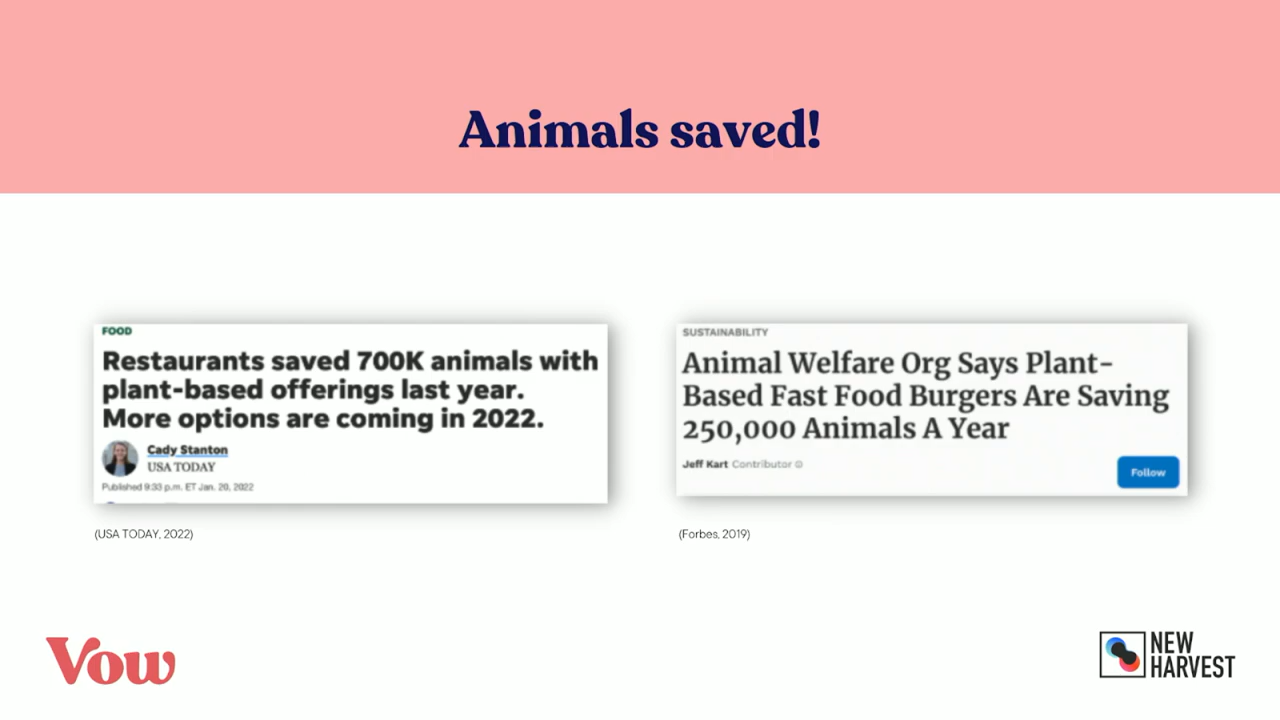 Animals saved!
FOOD
Restaurants saved 700K animals with
plant-based offerings last year.
More options are coming in 2022.
Cady Stanton
USA TODAY
Published 9:33 p.m. ET Jan. 20, 2022
(USA TODAY, 2022)
SUSTAINABILITY
Animal Welfare Org Says Plant-
Based Fast Food Burgers Are Saving
250,000 Animals A Year
Jeff Kart Contributor
Follow
(Forbes, 2019)
Vow
NEW
HARVEST